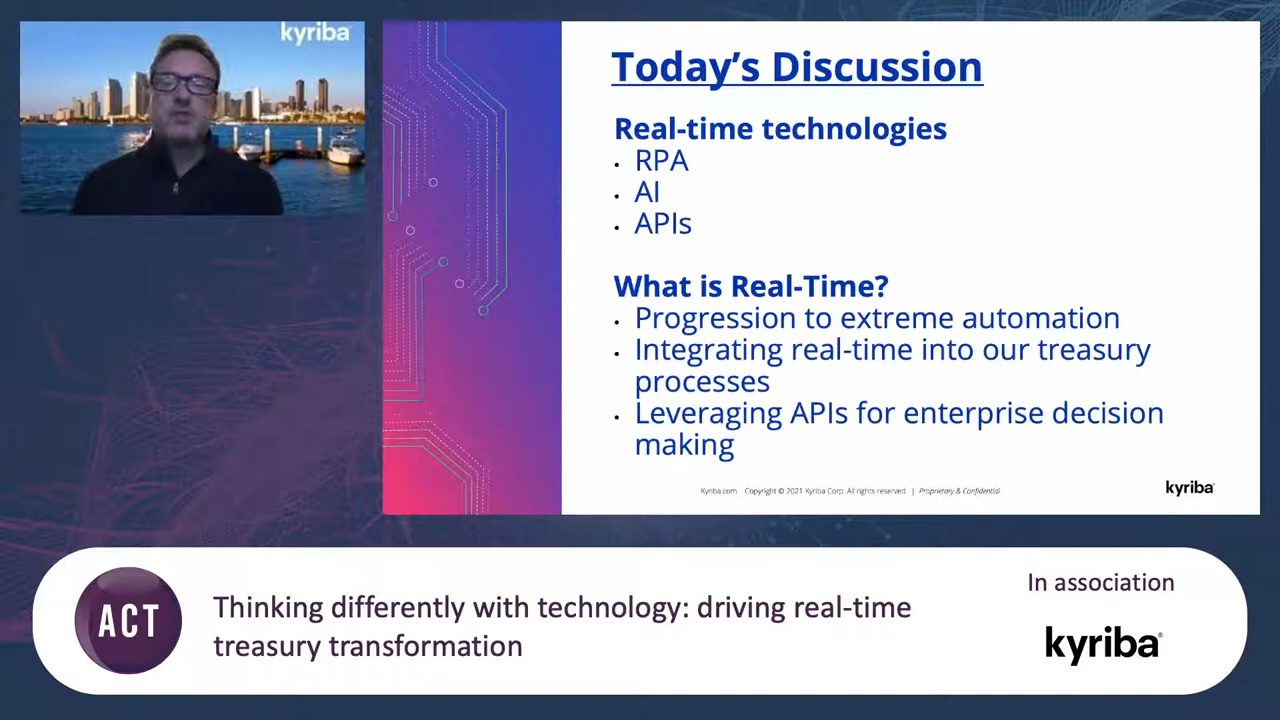 kyriba
Today's Discussion
Real-time technologies
· RPA
· AI
· APIs
What is Real-Time?
· Progression to extreme automation
· Integrating real-time into our treasury
processes
· Leveraging APIs for enterprise decision
making
Kyriba.com Copyright © 2021 Kyriba Corp. All rights reserved | Proprietary & Confidential
kyriba
ACT
Thinking differently with technology: driving real-time
treasury transformation
In association
kyriba